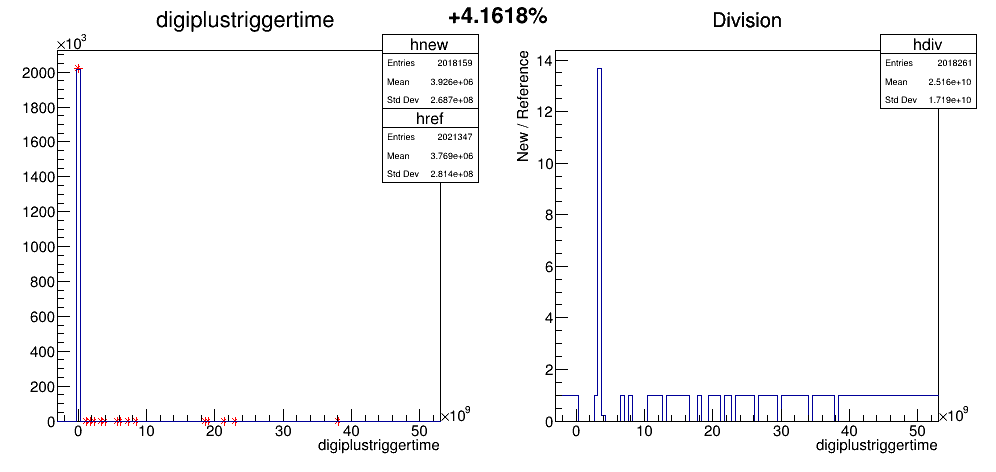 +4.1618%
digiplustriggertime
×10³
hnew
Entries 2018159
Mean 3.926e+06
Std Dev 2.687e+08
href
Entries 2021347
Mean 3.769e+06
Std Dev 2.814e+08
2000
1800
1600
1400
1200
1000
800
600
400
200
0
0 10 20 30 40 50 ×10⁹
digiplustriggertime
Division
hdiv
Entries 2018261
Mean 2.516e+10
Std Dev 1.719e+10
New / Reference
14
12
10
8
6
4
2
0
0 10 20 30 40 50 ×10⁹
digiplustriggertime